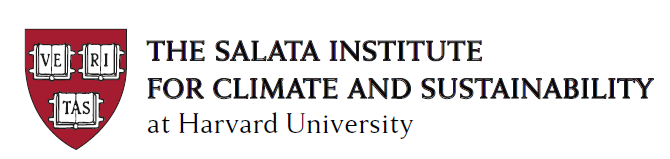 VE RI
TAS
THE SALATA INSTITUTE
FOR CLIMATE AND SUSTAINABILITY
at Harvard University